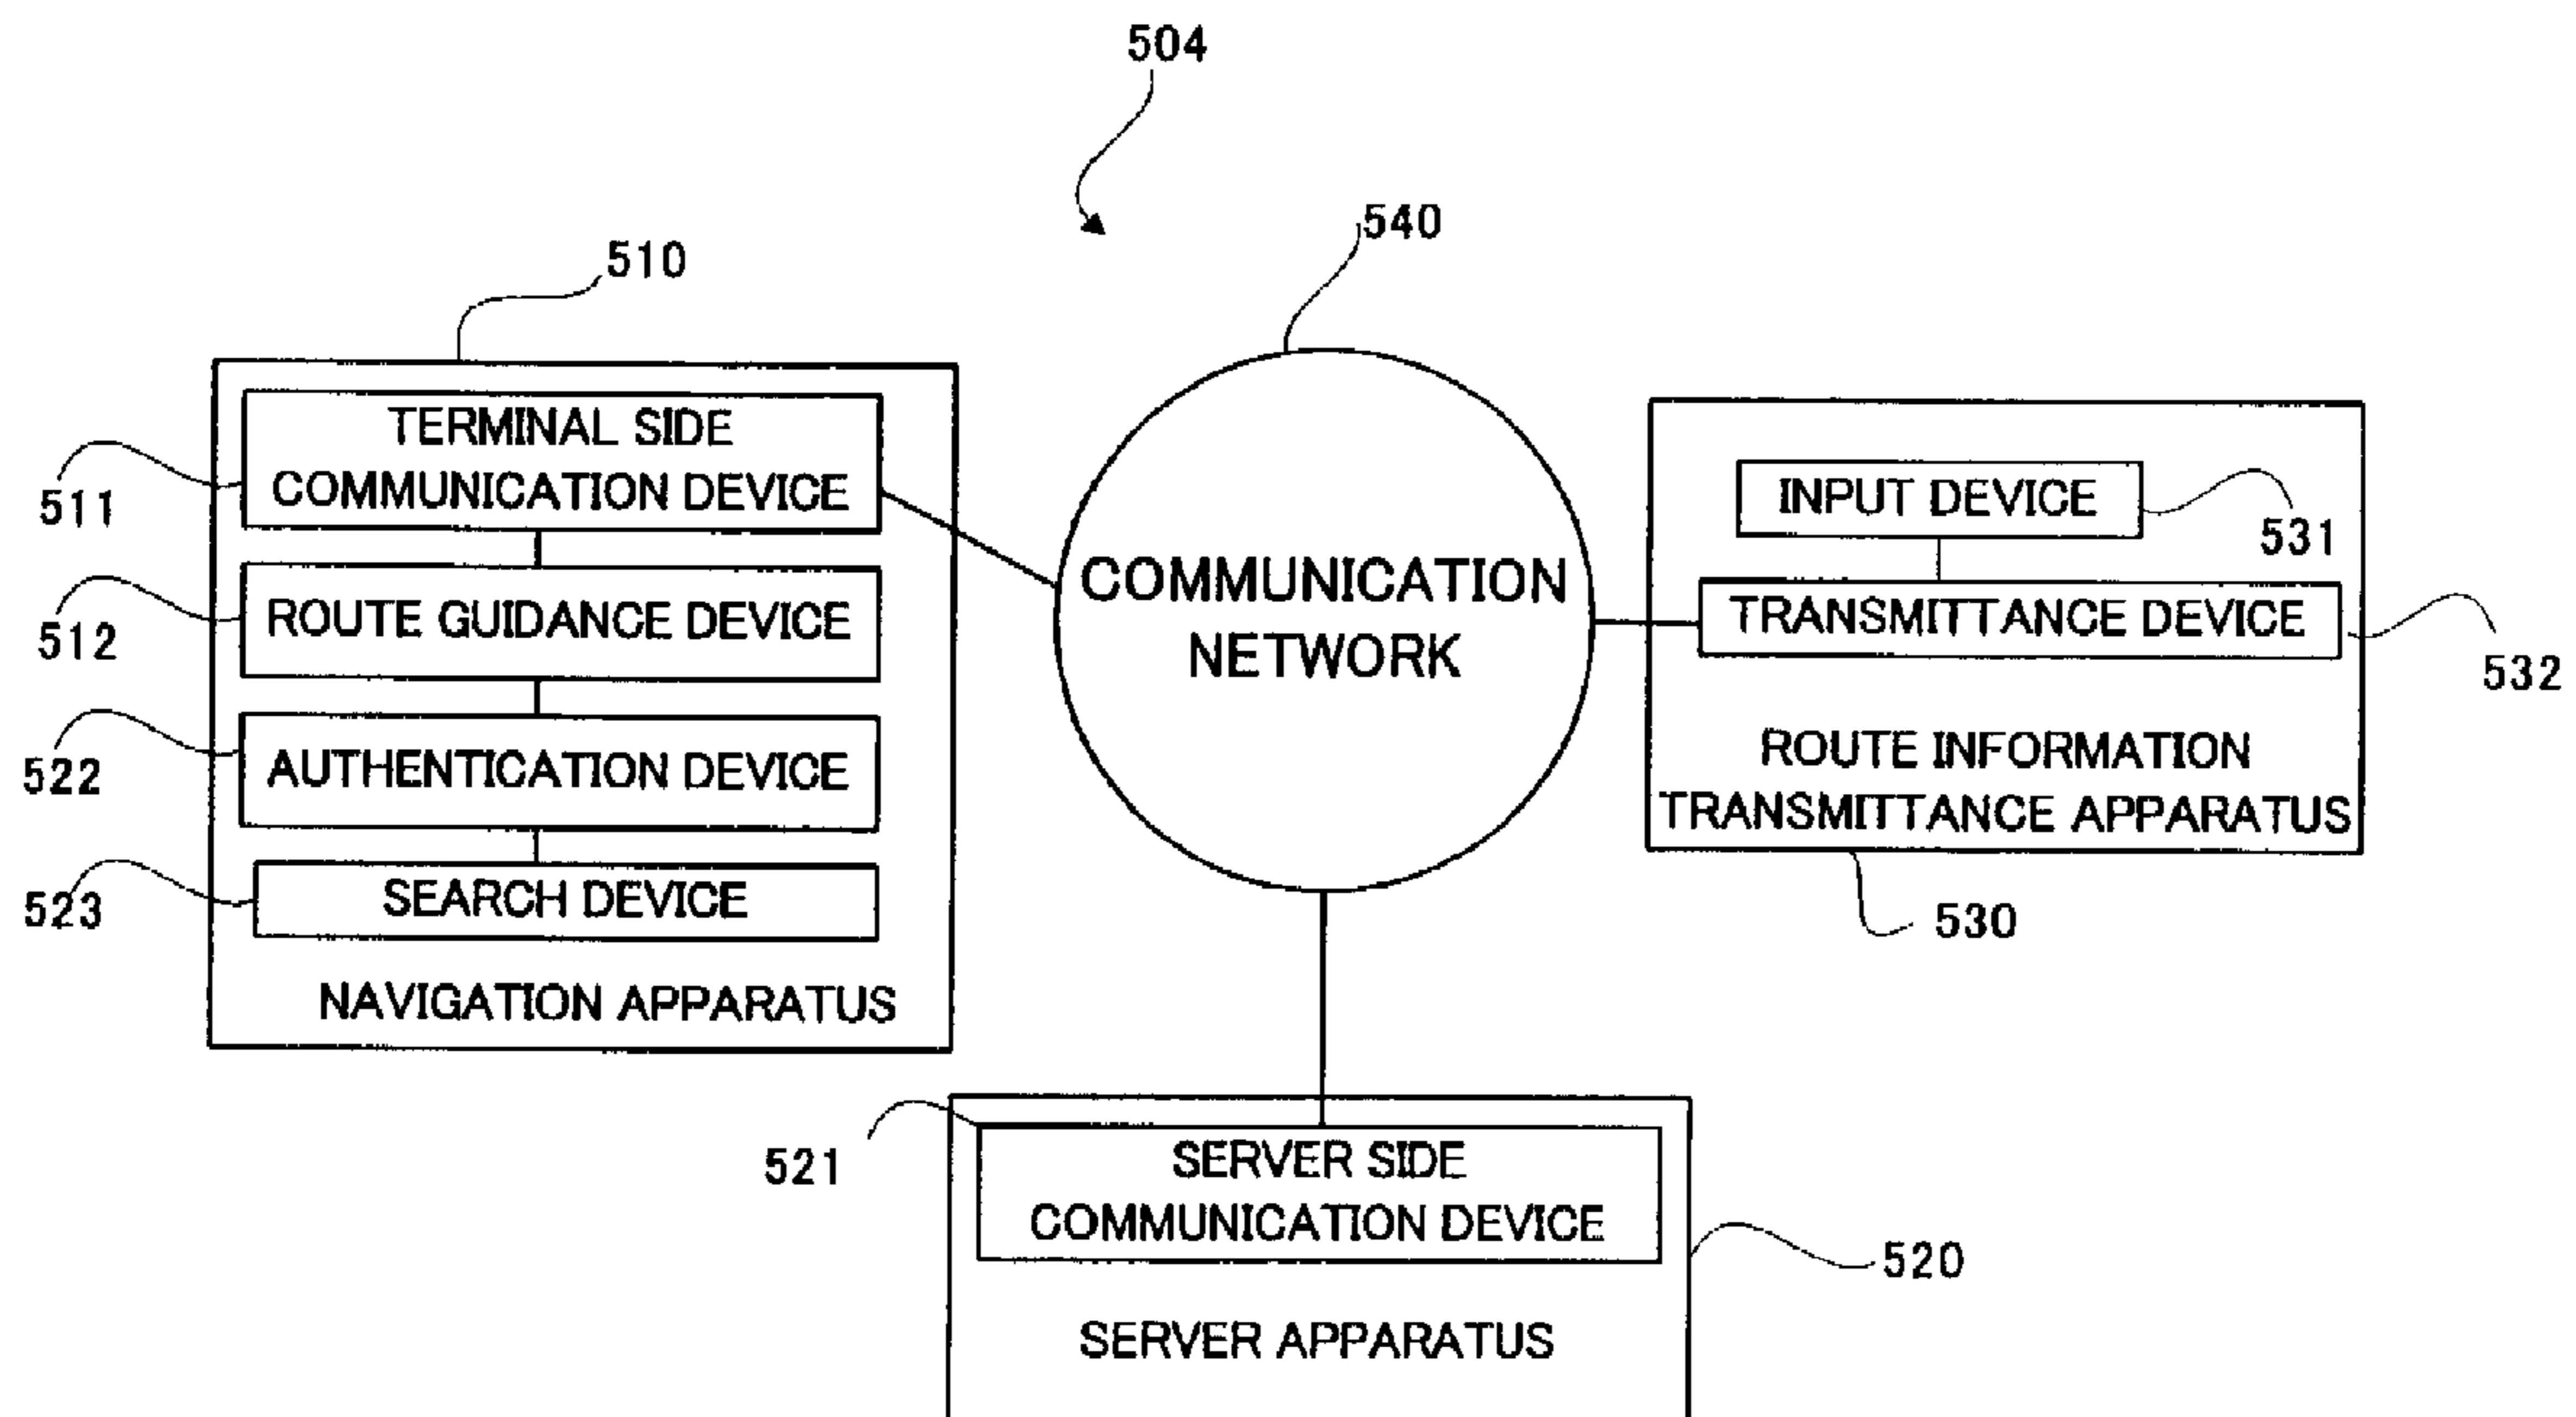 504
540
510
TERMINAL SIDE
COMMUNICATION DEVICE
511
ROUTE GUIDANCE DEVICE
512
AUTHENTICATION DEVICE
522
SEARCH DEVICE
523
NAVIGATION APPARATUS
COMMUNICATION
NETWORK
INPUT DEVICE
531
TRANSMITTANCE DEVICE
532
ROUTE INFORMATION
TRANSMITTANCE APPARATUS
530
521
SERVER SIDE
COMMUNICATION DEVICE
520
SERVER APPARATUS